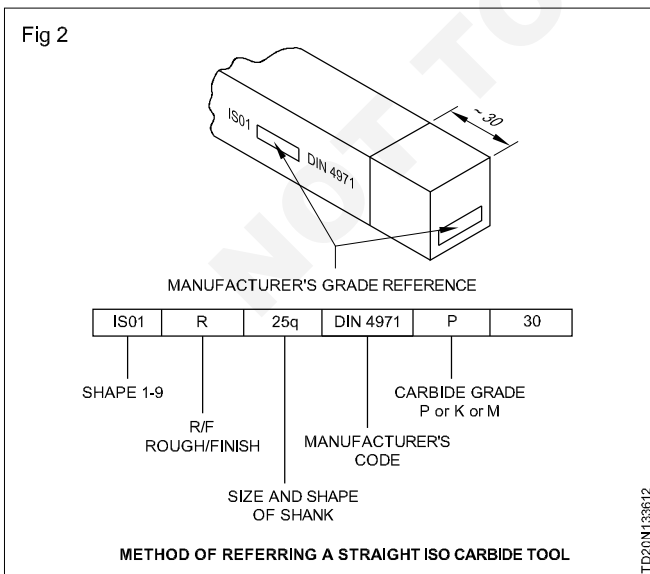 Fig 2
NOT TO
~ 30
IS01
DIN 4971
MANUFACTURER'S GRADE REFERENCE
IS01 R 25q DIN 4971 P 30
SHAPE 1-9
R/F
ROUGH/FINISH
SIZE AND SHAPE
OF SHANK
MANUFACTURER'S
CODE
CARBIDE GRADE
P or K or M
METHOD OF REFERRING A STRAIGHT ISO CARBIDE TOOL
TD20N133612